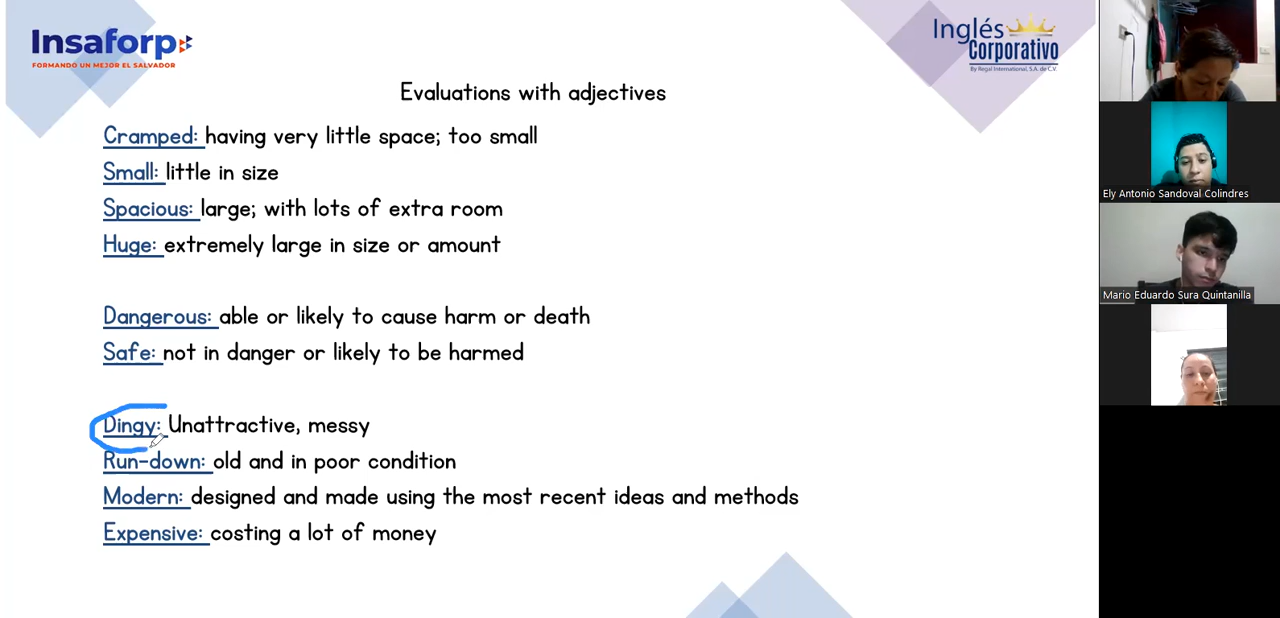 Insaforp
FORMANDO UN MEJOR EL SALVADOR
Inglés
Corporativo
By Regal International, S.A. de C.V.
Evaluations with adjectives
Cramped: having very little space; too small
Small: little in size
Spacious: large; with lots of extra room
Huge: extremely large in size or amount
Dangerous: able or likely to cause harm or death
Safe: not in danger or likely to be harmed
Dingy: Unattractive, messy
Run-down: old and in poor condition
Modern: designed and made using the most recent ideas and methods
Expensive: costing a lot of money
Ely Antonio Sandoval Colindres
Mario Eduardo Sura Quintanilla